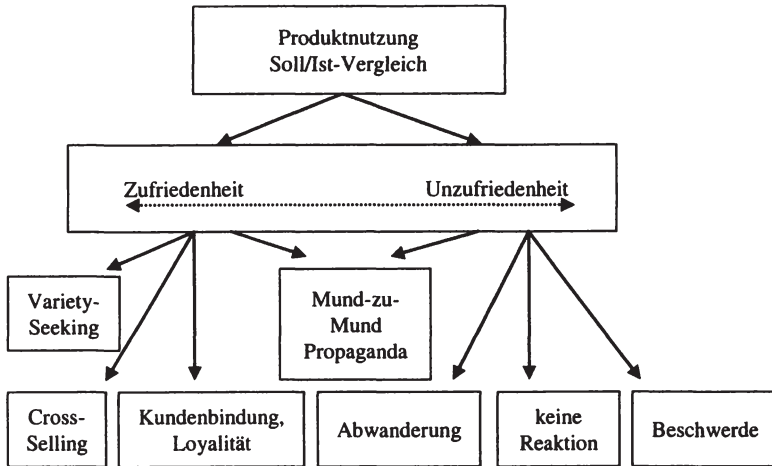 Produktnutzung
Soll/Ist-Vergleich
Zufriedenheit
Unzufriedenheit
Variety-
Seeking
Mund-zu-
Mund
Propaganda
Cross-
Selling
Kundenbindung,
Loyalität
Abwanderung
keine
Reaktion
Beschwerde